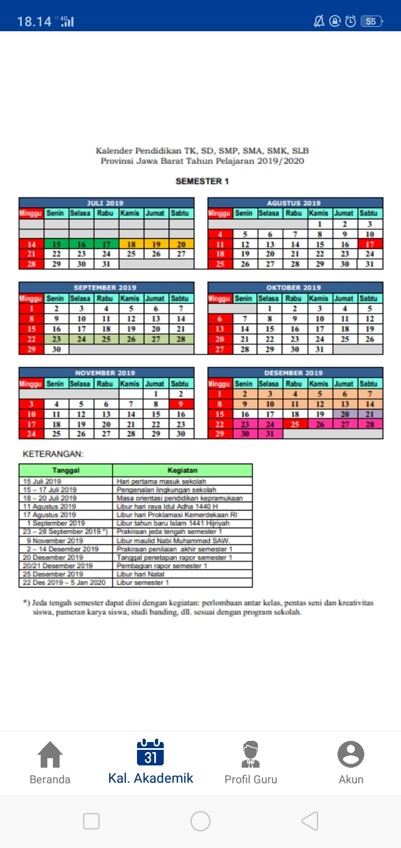 18.14 4G 55
Kalender Pendidikan TK, SD, SMP, SMA, SMK, SLB
Provinsi Jawa Barat Tahun Pelajaran 2019/2020
SEMESTER 1
JULI 2019
Minggu Senin Selasa Rabu Kamis Jumat Sabtu
14 15 16 17 18 19 20
21 22 23 24 25 26 27
28 29 30 31
AGUSTUS 2019
Minggu Senin Selasa Rabu Kamis Jumat Sabtu
1 2 3
4 5 6 7 8 9 10
11 12 13 14 15 16 17
18 19 20 21 22 23 24
25 26 27 28 29 30 31
SEPTEMBER 2019
Minggu Senin Selasa Rabu Kamis Jumat Sabtu
1 2 3 4 5 6 7
8 9 10 11 12 13 14
15 16 17 18 19 20 21
22 23 24 25 26 27 28
29 30
OKTOBER 2019
Minggu Senin Selasa Rabu Kamis Jumat Sabtu
1 2 3 4 5
6 7 8 9 10 11 12
13 14 15 16 17 18 19
20 21 22 23 24 25 26
27 28 29 30 31
NOVEMBER 2019
Minggu Senin Selasa Rabu Kamis Jumat Sabtu
1 2
3 4 5 6 7 8 9
10 11 12 13 14 15 16
17 18 19 20 21 22 23
24 25 26 27 28 29 30
DESEMBER 2019
Minggu Senin Selasa Rabu Kamis Jumat Sabtu
1 2 3 4 5 6 7
8 9 10 11 12 13 14
15 16 17 18 19 20 21
22 23 24 25 26 27 28
29 30 31
KETERANGAN:
Tanggal Kegiatan
15 Juli 2019 Hari pertama masuk sekolah
15 – 17 Juli 2019 Pengenalan lingkungan sekolah
18 – 20 Juli 2019 Masa orientasi pendidikan kepramukaan
11 Agustus 2019 Libur hari raya Idul Adha 1440 H
17 Agustus 2019 Libur hari Proklamasi Kemerdekaan RI
1 September 2019 Libur tahun baru Islam 1441 Hijriyah
23 – 28 September 2019 *) Prakiraan jeda tengah semester 1
9 November 2019 Libur maulid Nabi Muhammad SAW.
2 – 14 Desember 2019 Prakiraan penilaian akhir semester 1
20 Desember 2019 Tanggal penetapan rapor semester 1
20/21 Desember 2019 Pembagian rapor semester 1
25 Desember 2019 Libur hari Natal
22 Des 2019 – 5 Jan 2020 Libur semester 1
*) Jeda tengah semester dapat diisi dengan kegiatan: perlombaan antar kelas, pentas seni dan kreativitas
siswa, pameran karya siswa, studi banding, dll. sesuai dengan program sekolah.
31
Beranda Kal. Akademik Profil Guru Akun